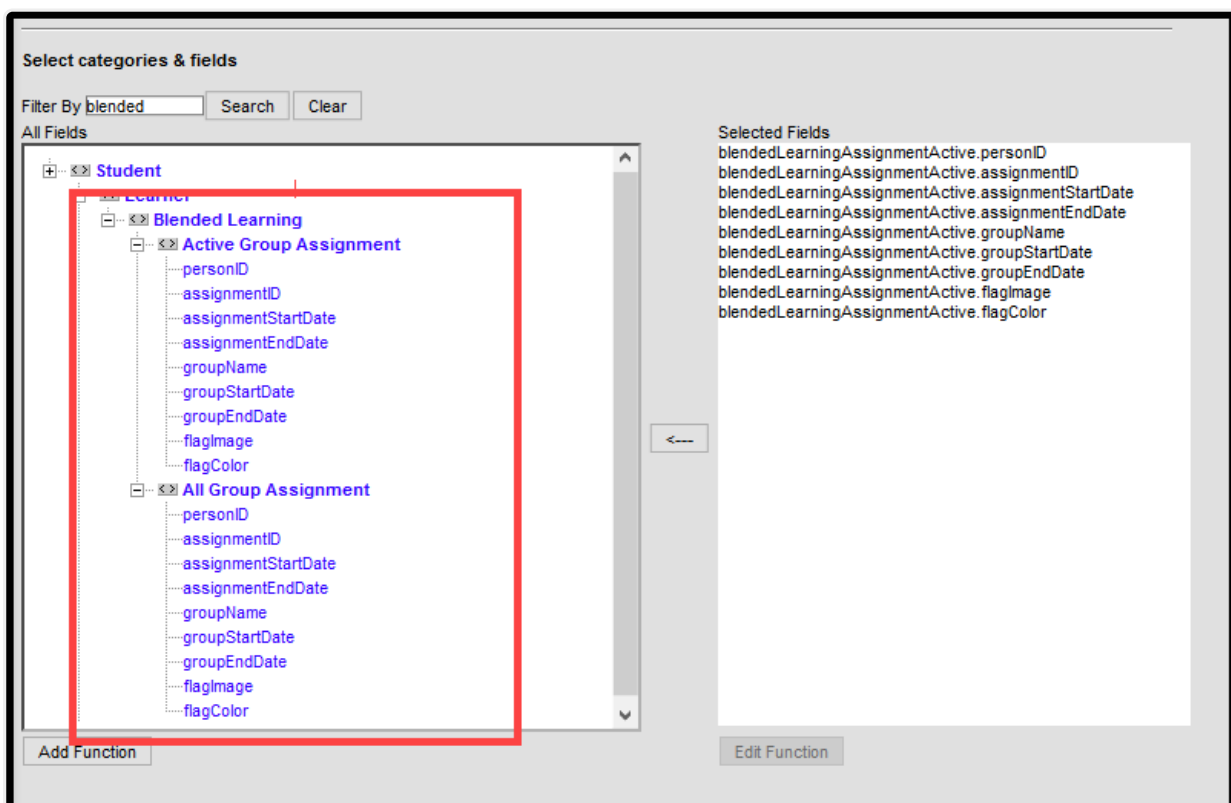 Select categories & fields
Filter By blended Search Clear
All Fields
Student
Learner
Blended Learning
Active Group Assignment
personID
assignmentID
assignmentStartDate
assignmentEndDate
groupName
groupStartDate
groupEndDate
flagImage
flagColor
All Group Assignment
personID
assignmentID
assignmentStartDate
assignmentEndDate
groupName
groupStartDate
groupEndDate
flagImage
flagColor
Add Function
<---
Selected Fields
blendedLearningAssignmentActive.personID
blendedLearningAssignmentActive.assignmentID
blendedLearningAssignmentActive.assignmentStartDate
blendedLearningAssignmentActive.assignmentEndDate
blendedLearningAssignmentActive.groupName
blendedLearningAssignmentActive.groupStartDate
blendedLearningAssignmentActive.groupEndDate
blendedLearningAssignmentActive.flagImage
blendedLearningAssignmentActive.flagColor
Edit Function